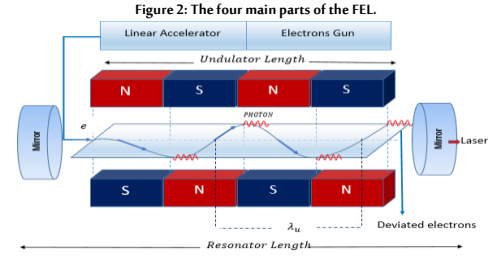 Figure 2: The four main parts of the FEL.
Linear Accelerator Electrons Gun
Undulator Length
N S N S
PHOTON
e
Mirror
Mirror
Laser
S N S N
λu
Deviated electrons
Resonator Length